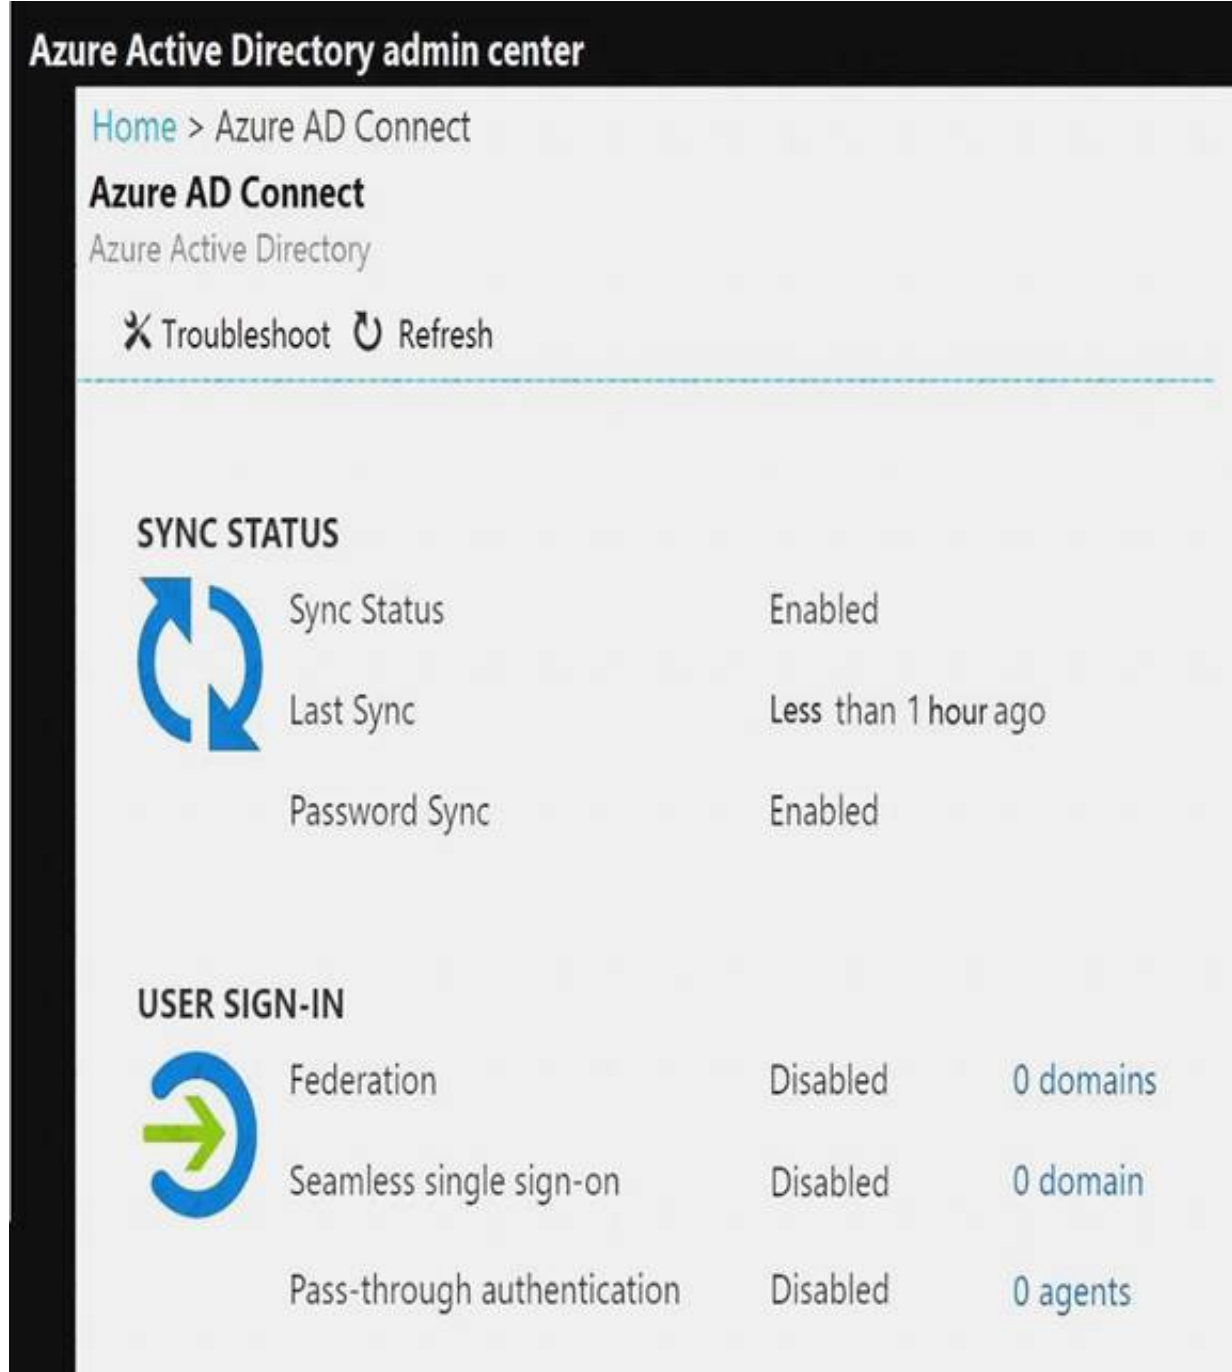 Azure Active Directory admin center
Home > Azure AD Connect
Azure AD Connect
Azure Active Directory
Troubleshoot Refresh
SYNC STATUS
Sync Status Enabled
Last Sync Less than 1 hour ago
Password Sync Enabled
USER SIGN-IN
Federation Disabled 0 domains
Seamless single sign-on Disabled 0 domain
Pass-through authentication Disabled 0 agents